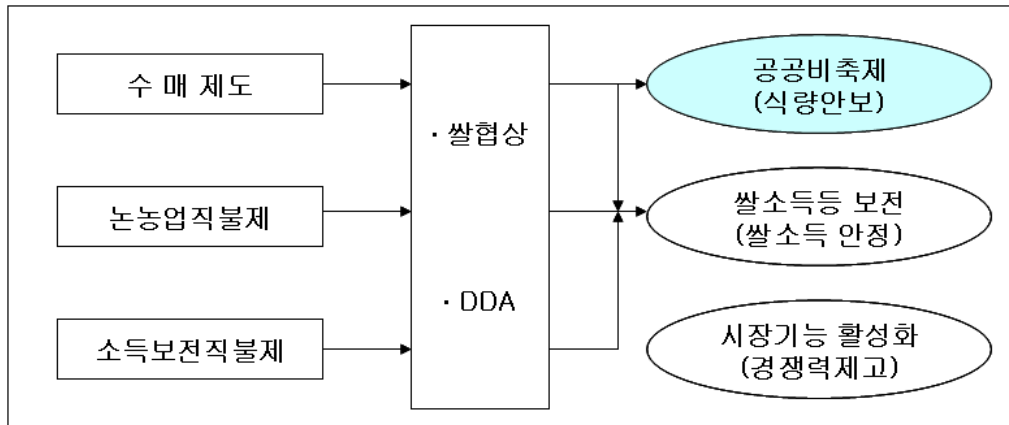 수 매 제도
논농업직불제
소득보전직불제
· 쌀협상
· DDA
공공비축제
(식량안보)
쌀소득등 보전
(쌀소득 안정)
시장기능 활성화
(경쟁력제고)